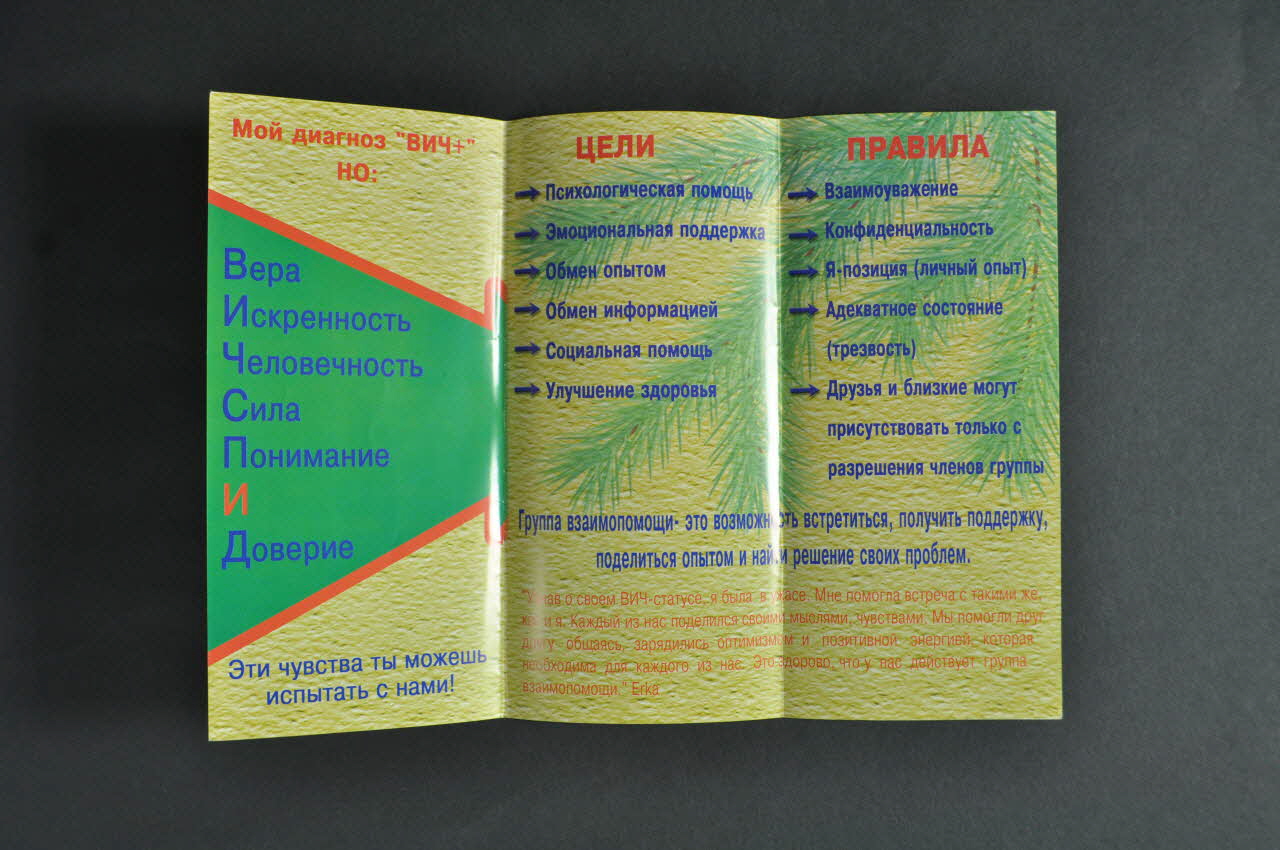 Мой диагноз "ВИЧ+"
НО:
Вера
Искренность
Человечность
Сила
Понимание
И
Доверие
Эти чувства ты можешь
испытать с нами!
ЦЕЛИ
Психологическая помощь
Эмоциональная поддержка
Обмен опытом
Обмен информацией
Социальная помощь
Улучшение здоровья
ПРАВИЛА
Взаимоуважение
Конфиденциальность
Я-позиция (личный опыт)
Адекватное состояние
(трезвость)
Друзья и близкие могут
присутствовать только с
разрешения членов группы
Группа взаимопомощи- это возможность встретиться, получить поддержку,
поделиться опытом и найти решение своих проблем.
"Узнав о своем ВИЧ-статусе, я была в ужасе. Мне помогла встреча с такими же,
как и я. Каждый из нас поделился своими мыслями, чувствами. Мы помогли друг
другу общаясь, зарядились оптимизмом и позитивной энергией, которая
необходима для каждого из нас. Это здорово, что у нас действует группа
взаимопомощи." Erka